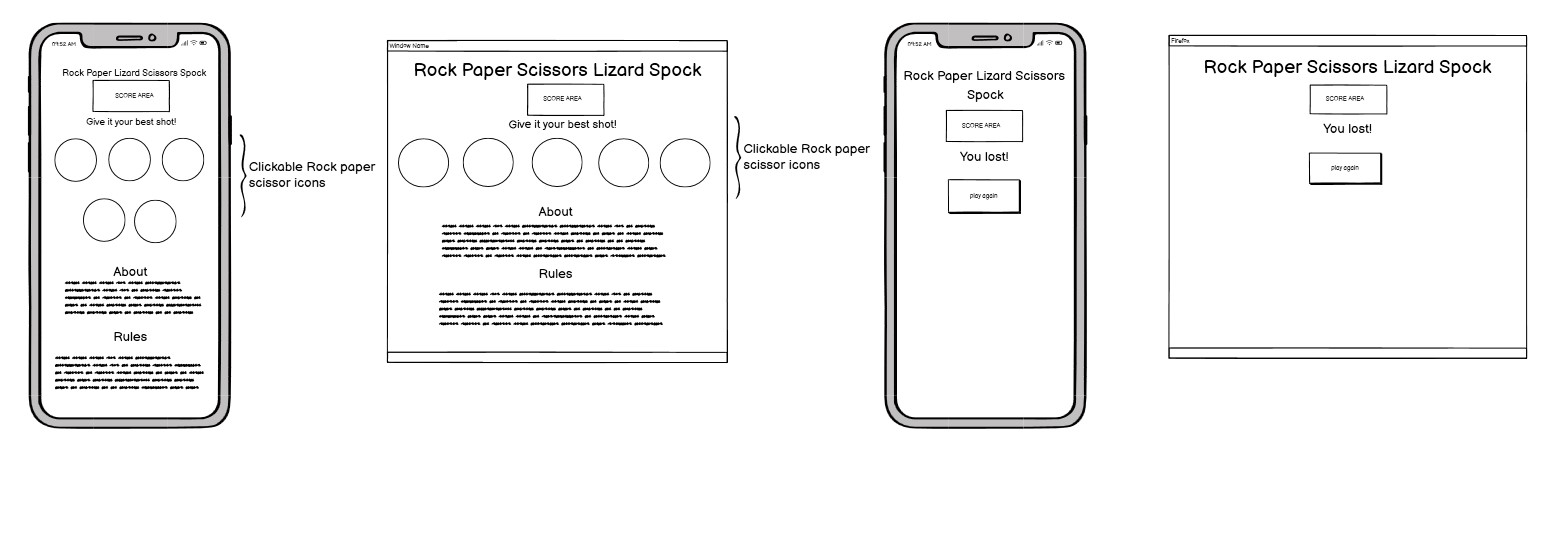 09:52 AM
Rock Paper Lizard Scissors Spock
SCORE AREA
Give it your best shot!
About
Rules
Clickable Rock paper
scissor icons
Window Name
Rock Paper Scissors Lizard Spock
SCORE AREA
Give it your best shot!
About
Rules
Clickable Rock paper
scissor icons
09:52 AM
Rock Paper Lizard Scissors
Spock
SCORE AREA
You lost!
play again
Firefox
Rock Paper Scissors Lizard Spock
SCORE AREA
You lost!
play again